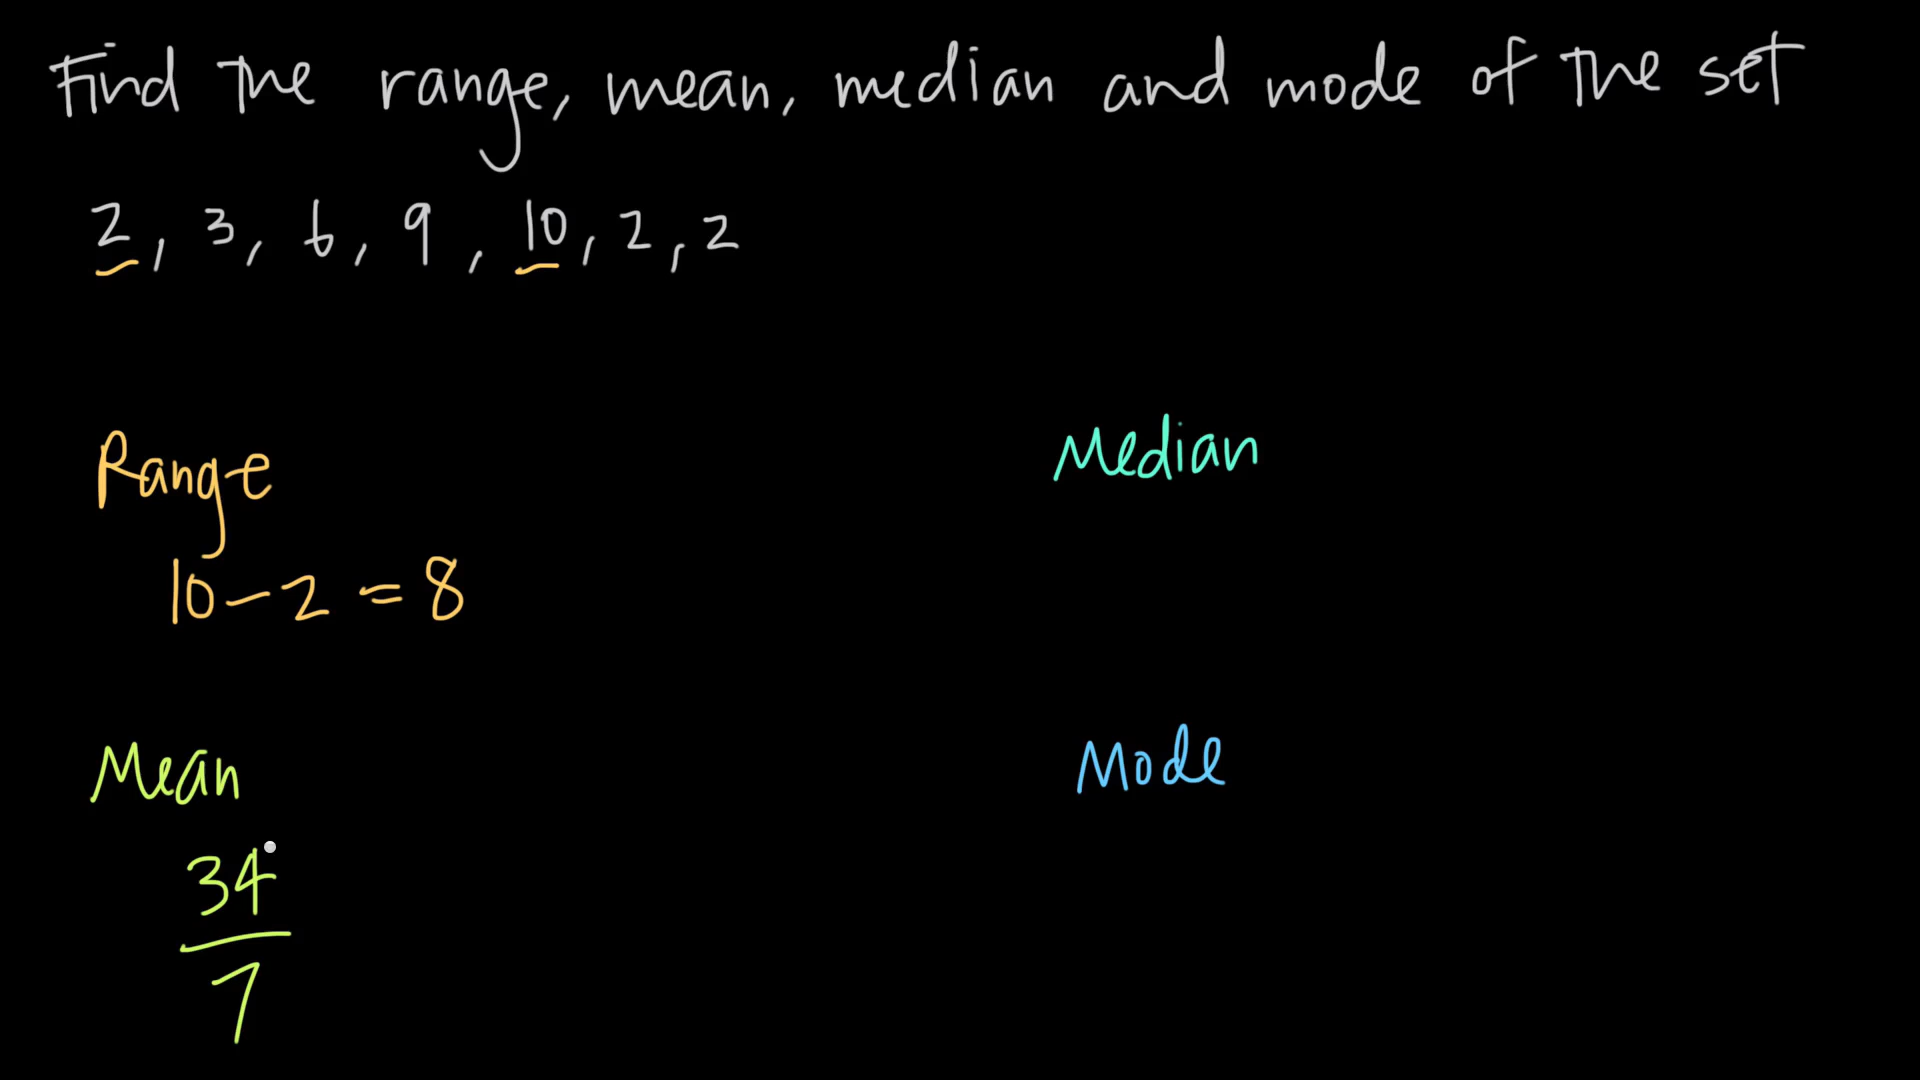 Find the range, mean, median and mode of the set
2, 3, 6, 9, 10, 2, 2
Range
10 - 2 = 8
Mean
34
7
Median
Mode